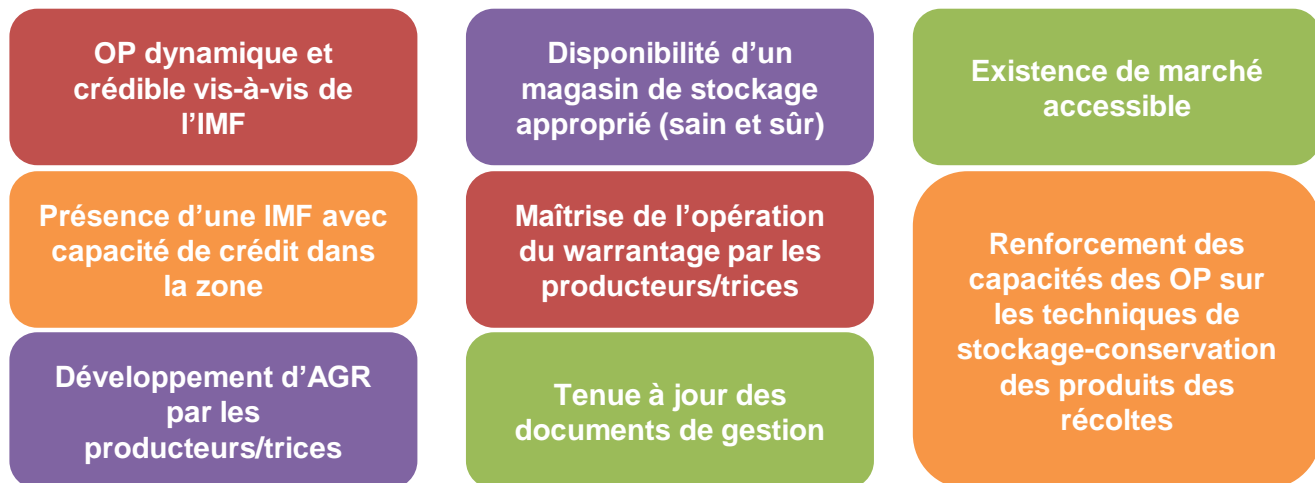 OP dynamique et
crédible vis-à-vis de
l’IMF
Disponibilité d’un
magasin de stockage
approprié (sain et sûr)
Existence de marché
accessible
Présence d’une IMF avec
capacité de crédit dans
la zone
Maîtrise de l’opération
du warrantage par les
producteurs/trices
Renforcement des
capacités des OP sur
les techniques de
stockage-conservation
des produits des
récoltes
Développement d’AGR
par les
producteurs/trices
Tenue à jour des
documents de gestion